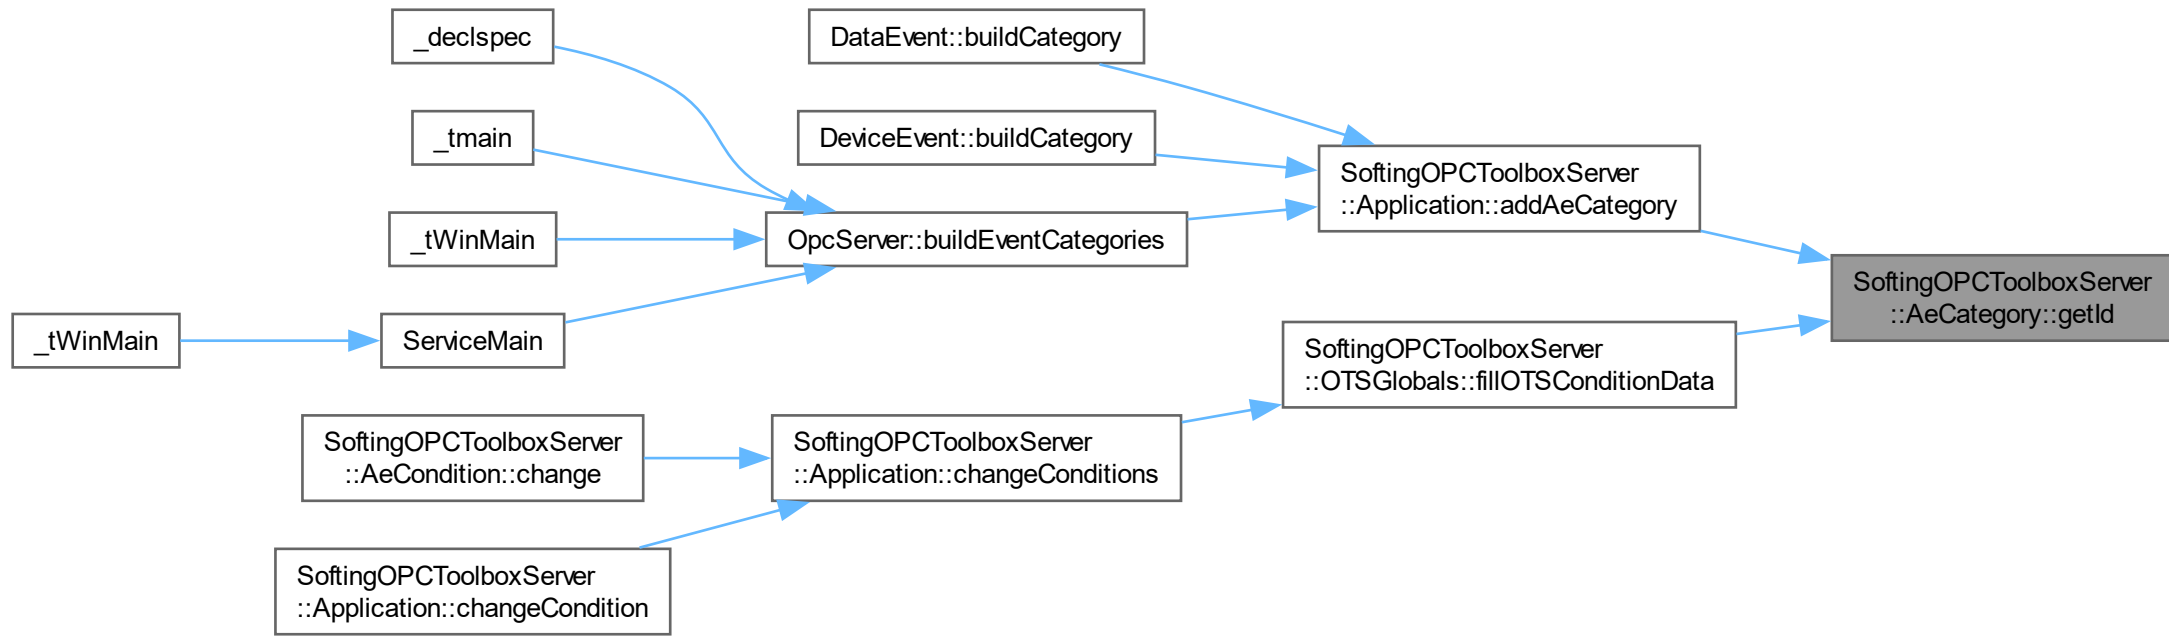 _declspec
DataEvent::buildCategory
_tmain
DeviceEvent::buildCategory
SoftingOPCToolboxServer
::Application::addAeCategory
_tWinMain
OpcServer::buildEventCategories
SoftingOPCToolboxServer
::AeCategory::getId
_tWinMain
ServiceMain
SoftingOPCToolboxServer
::OTSGlobals::fillOTSConditionData
SoftingOPCToolboxServer
::AeCondition::change
SoftingOPCToolboxServer
::Application::changeConditions
SoftingOPCToolboxServer
::Application::changeCondition